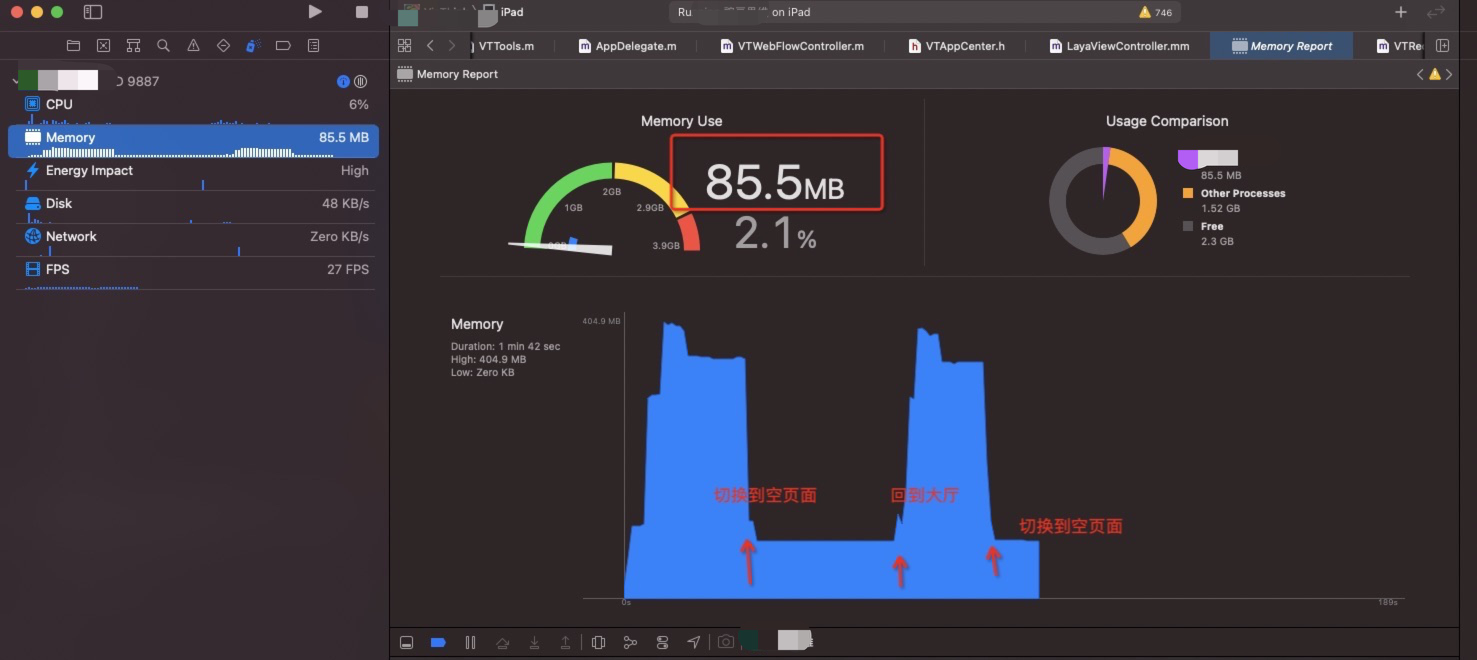 iPad
on iPad
746
VTTools.m
AppDelegate.m
VTWebFlowController.m
VTAppCenter.h
LayaViewController.mm
Memory Report
Memory Report
9887
CPU 6%
Memory 85.5 MB
Energy Impact High
Disk 48 KB/s
Network Zero KB/s
FPS 27 FPS
Memory Use
1GB
2GB
2.9GB
3.9GB
85.5MB
2.1%
Usage Comparison
85.5 MB
Other Processes
1.52 GB
Free
2.3 GB
Memory
Duration: 1 min 42 sec
High: 404.9 MB
Low: Zero KB
404.9 MB
切换到空页面
回到大厅
切换到空页面
0s
189s